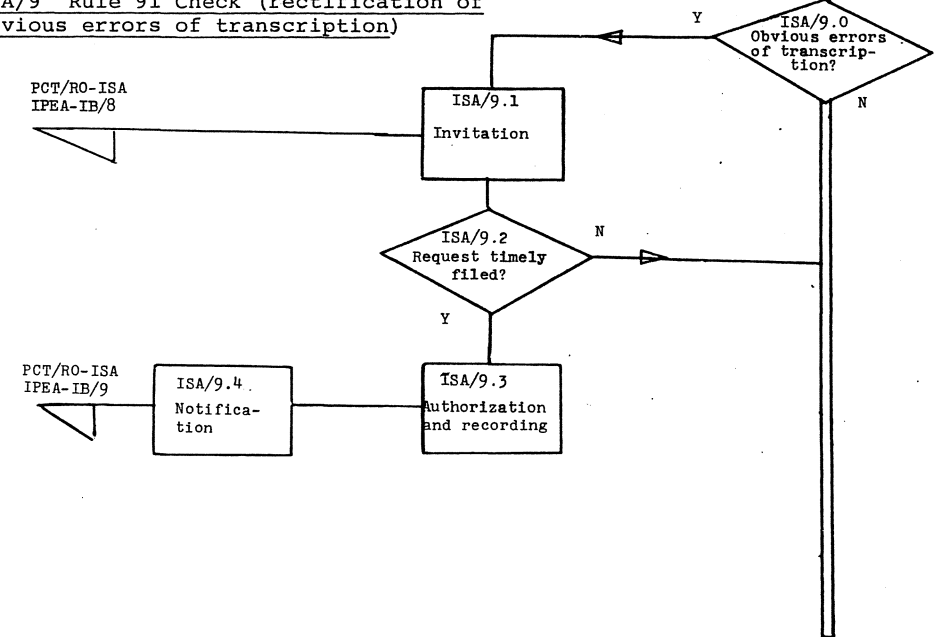 A/9 Rule 91 Check (rectification of
vious errors of transcription)
Y
ISA/9.0
Obvious errors
of transcrip-
tion?
N
PCT/RO-ISA
IPEA-IB/8
ISA/9.1
Invitation
ISA/9.2
Request timely
filed?
N
Y
PCT/RO-ISA
IPEA-IB/9
ISA/9.4
Notifica-
tion
ISA/9.3
Authorization
and recording